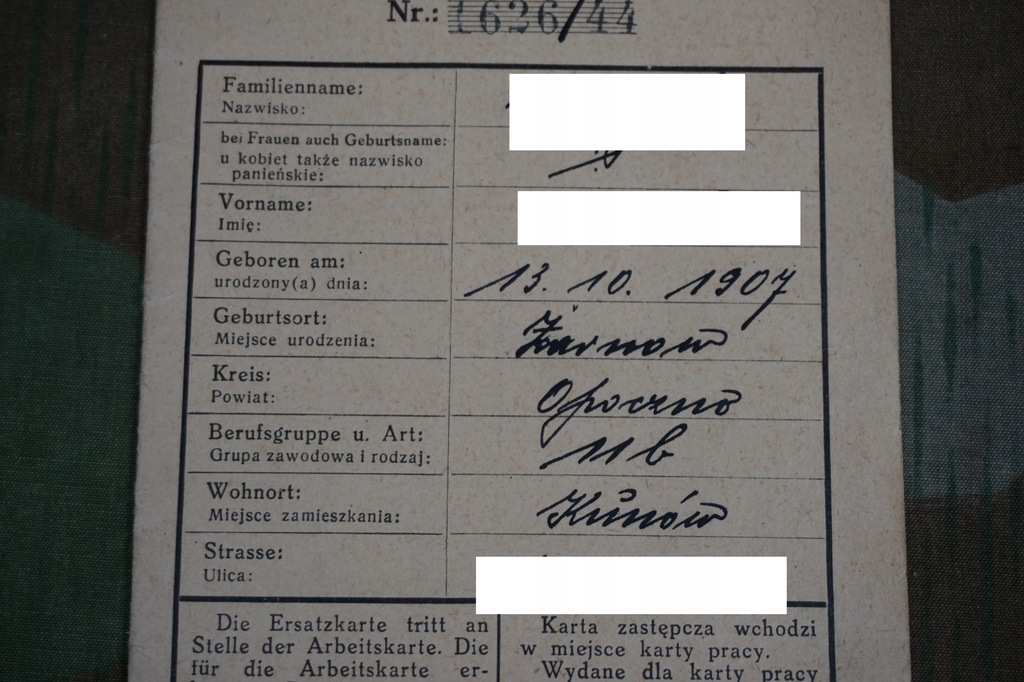 Nr.: 1626/44
Familienname:
Nazwisko:
bei Frauen auch Geburtsname:
u kobiet także nazwisko
panieńskie:
Vorname:
Imię:
Geboren am: 13. 10. 1907
urodzony(a) dnia:
Geburtsort: Żarnow
Miejsce urodzenia:
Kreis: Opoczno
Powiat:
Berufsgruppe u. Art: 11 b
Grupa zawodowa i rodzaj:
Wohnort: Kunów
Miejsce zamieszkania:
Strasse:
Ulica:
Die Ersatzkarte tritt an
Stelle der Arbeitskarte. Die
für die Arbeitskarte er-
Karta zastępcza wchodzi
w miejsce karty pracy.
Wydane dla karty pracy